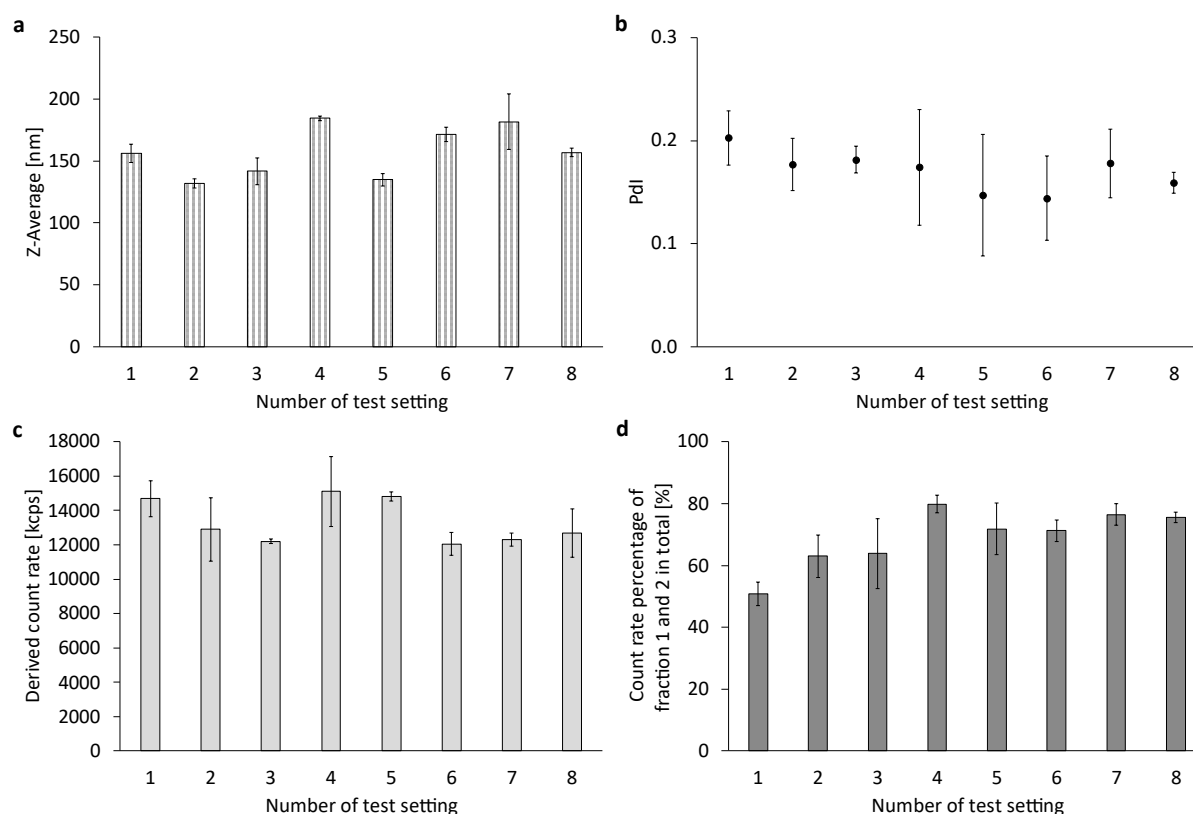 a
250
200
150
100
50
0
Z-Average [nm]
1 2 3 4 5 6 7 8
Number of test setting
b
0.3
0.2
0.1
0.0
PdI
1 2 3 4 5 6 7 8
Number of test setting
c
18000
16000
14000
12000
10000
8000
6000
4000
2000
0
Derived count rate [kcps]
1 2 3 4 5 6 7 8
Number of test setting
d
100
80
60
40
20
0
Count rate percentage of
fraction 1 and 2 in total [%]
1 2 3 4 5 6 7 8
Number of test setting